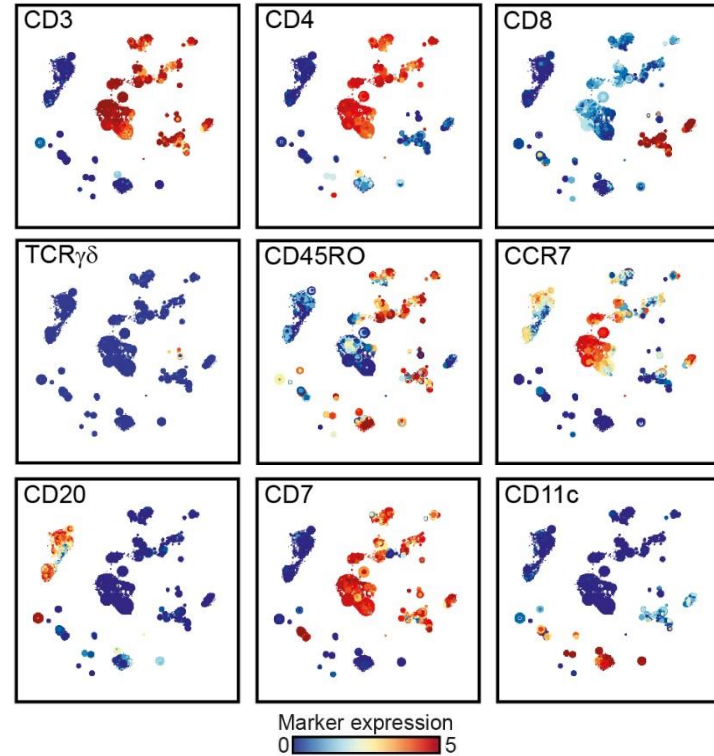 CD3
CD4
CD8
TCRγδ
CD45RO
CCR7
CD20
CD7
CD11c
Marker expression
0
5